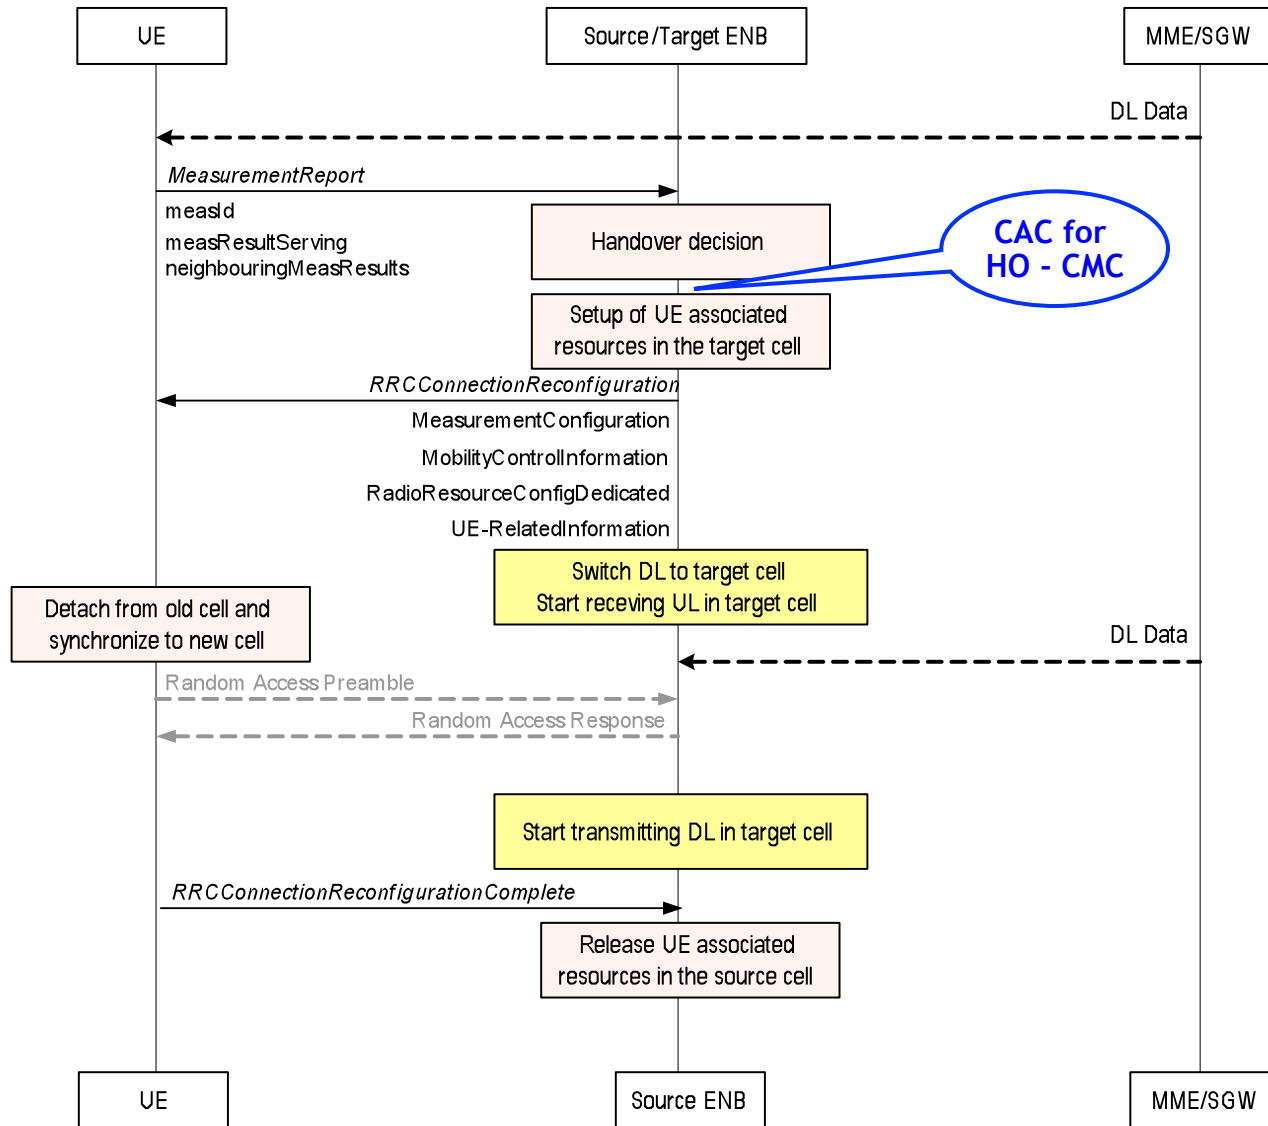 UE
Source/Target ENB
MME/SGW
DL Data
MeasurementReport
measId
measResultServing
neighbouringMeasResults
Handover decision
CAC for
HO - CMC
Setup of UE associated
resources in the target cell
RRCConnectionReconfiguration
MeasurementConfiguration
MobilityControlInformation
RadioResourceConfigDedicated
UE-RelatedInformation
Switch DL to target cell
Start receving UL in target cell
Detach from old cell and
synchronize to new cell
DL Data
Random Access Preamble
Random Access Response
Start transmitting DL in target cell
RRCConnectionReconfigurationComplete
Release UE associated
resources in the source cell
UE
Source ENB
MME/SGW